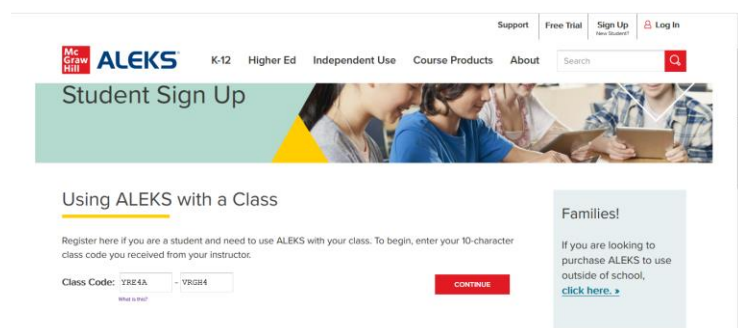 Support Free Trial Sign Up Log In
New Student?
Mc Graw Hill ALEKS K-12 Higher Ed Independent Use Course Products About Search
Student Sign Up
Using ALEKS with a Class
Register here if you are a student and need to use ALEKS with your class. To begin, enter your 10-character
class code you received from your instructor.
Class Code: YRE4A - VRGH4 CONTINUE
What is this?
Families!
If you are looking to
purchase ALEKS to use
outside of school,
click here. »